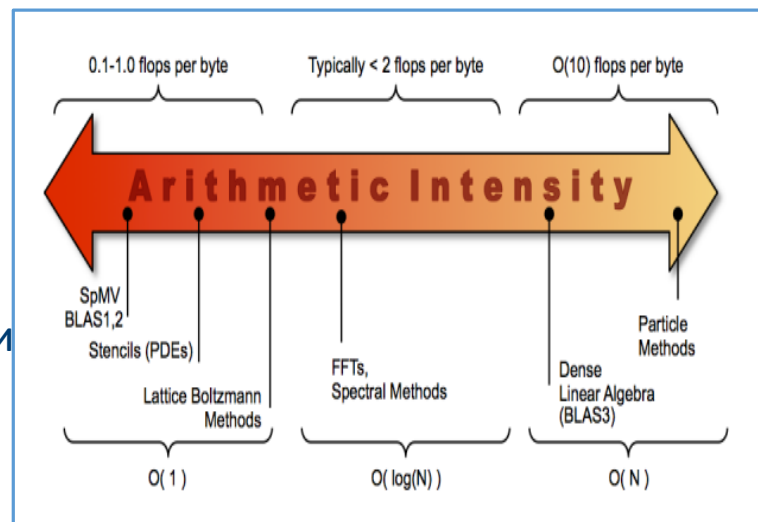 0.1-1.0 flops per byte
Typically < 2 flops per byte
O(10) flops per byte
Arithmetic Intensity
SpMV
BLAS1,2
Stencils (PDEs)
Lattice Boltzmann
Methods
FFTs,
Spectral Methods
Dense
Linear Algebra
(BLAS3)
Particle
Methods
O( 1 )
O( log(N) )
O( N )